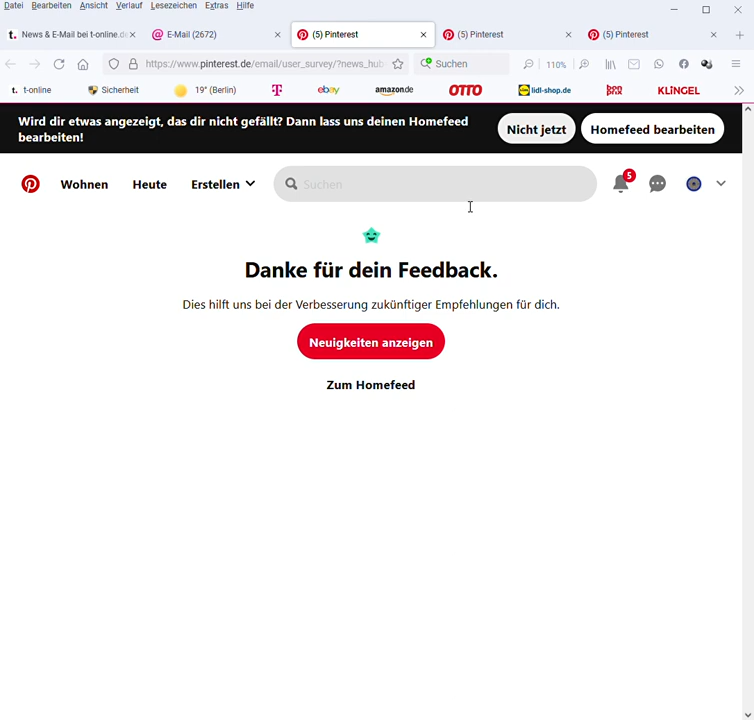 Datei Bearbeiten Ansicht Verlauf Lesezeichen Extras Hilfe
t. News & E-Mail bei t-online.de
E-Mail (2672)
(5) Pinterest
(5) Pinterest
(5) Pinterest
https://www.pinterest.de/email/user_survey/?news_hub
Suchen
110%
t. t-online
Sicherheit
19° (Berlin)
T
ebay
amazon.de
OTTO
lidl-shop.de
bon prix
KLiNGEL
Wird dir etwas angezeigt, das dir nicht gefällt? Dann lass uns deinen Homefeed
bearbeiten!
Nicht jetzt
Homefeed bearbeiten
Wohnen
Heute
Erstellen
Suchen
5
Danke für dein Feedback.
Dies hilft uns bei der Verbesserung zukünftiger Empfehlungen für dich.
Neuigkeiten anzeigen
Zum Homefeed